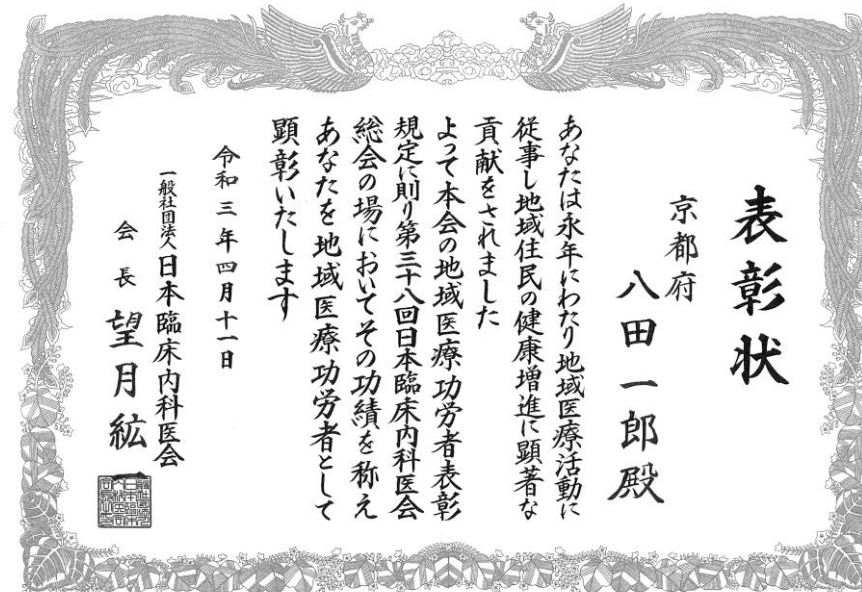 表彰状
京都府
八田一郎殿
あなたは永年にわたり地域医療活動に
従事し地域住民の健康増進に顕著な
貢献をされました
よって本会の地域医療功労者表彰
規定に則り第三十八回日本臨床内科医会
総会の場においてその功績を称え
あなたを地域医療功労者として
顕彰いたします
令和三年四月十一日
一般社団法人日本臨床内科医会
会長 望月紘一